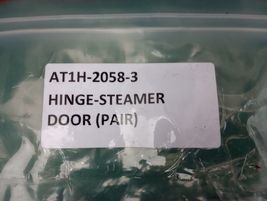 AT1H-2058-3
HINGE-STEAMER
DOOR (PAIR)